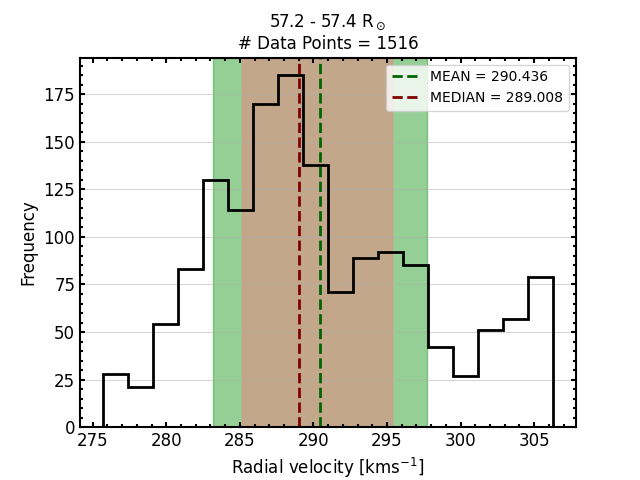 57.2 - 57.4 R⊙
# Data Points = 1516
MEAN = 290.436
MEDIAN = 289.008
Frequency
175
150
125
100
75
50
25
0
275 280 285 290 295 300 305
Radial velocity [kms⁻¹]